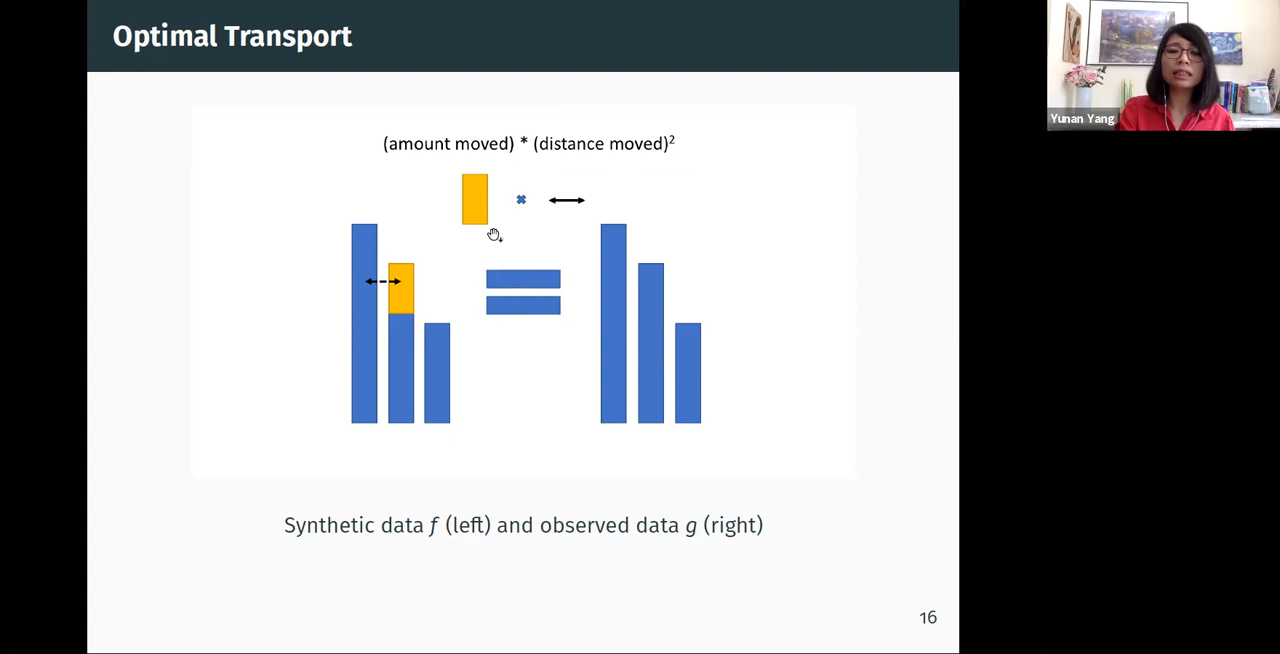 Optimal Transport
(amount moved) * (distance moved)²
Synthetic data f (left) and observed data g (right)
16
Yunan Yang